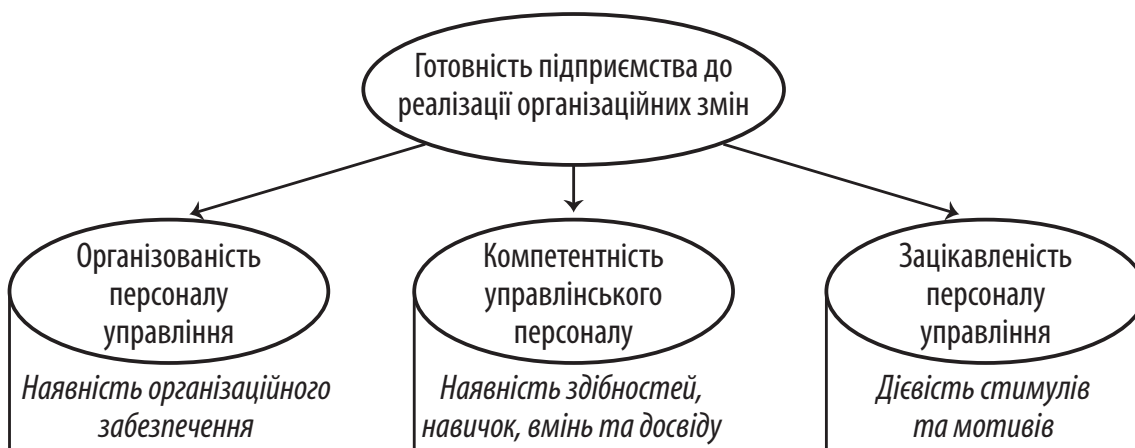 Готовність підприємства до
реалізації організаційних змін
Організованість
персоналу
управління
Компетентність
управлінського
персоналу
Зацікавленість
персоналу
управління
Наявність організаційного
забезпечення
Наявність здібностей,
навичок, вмінь та досвіду
Дієвість стимулів
та мотивів